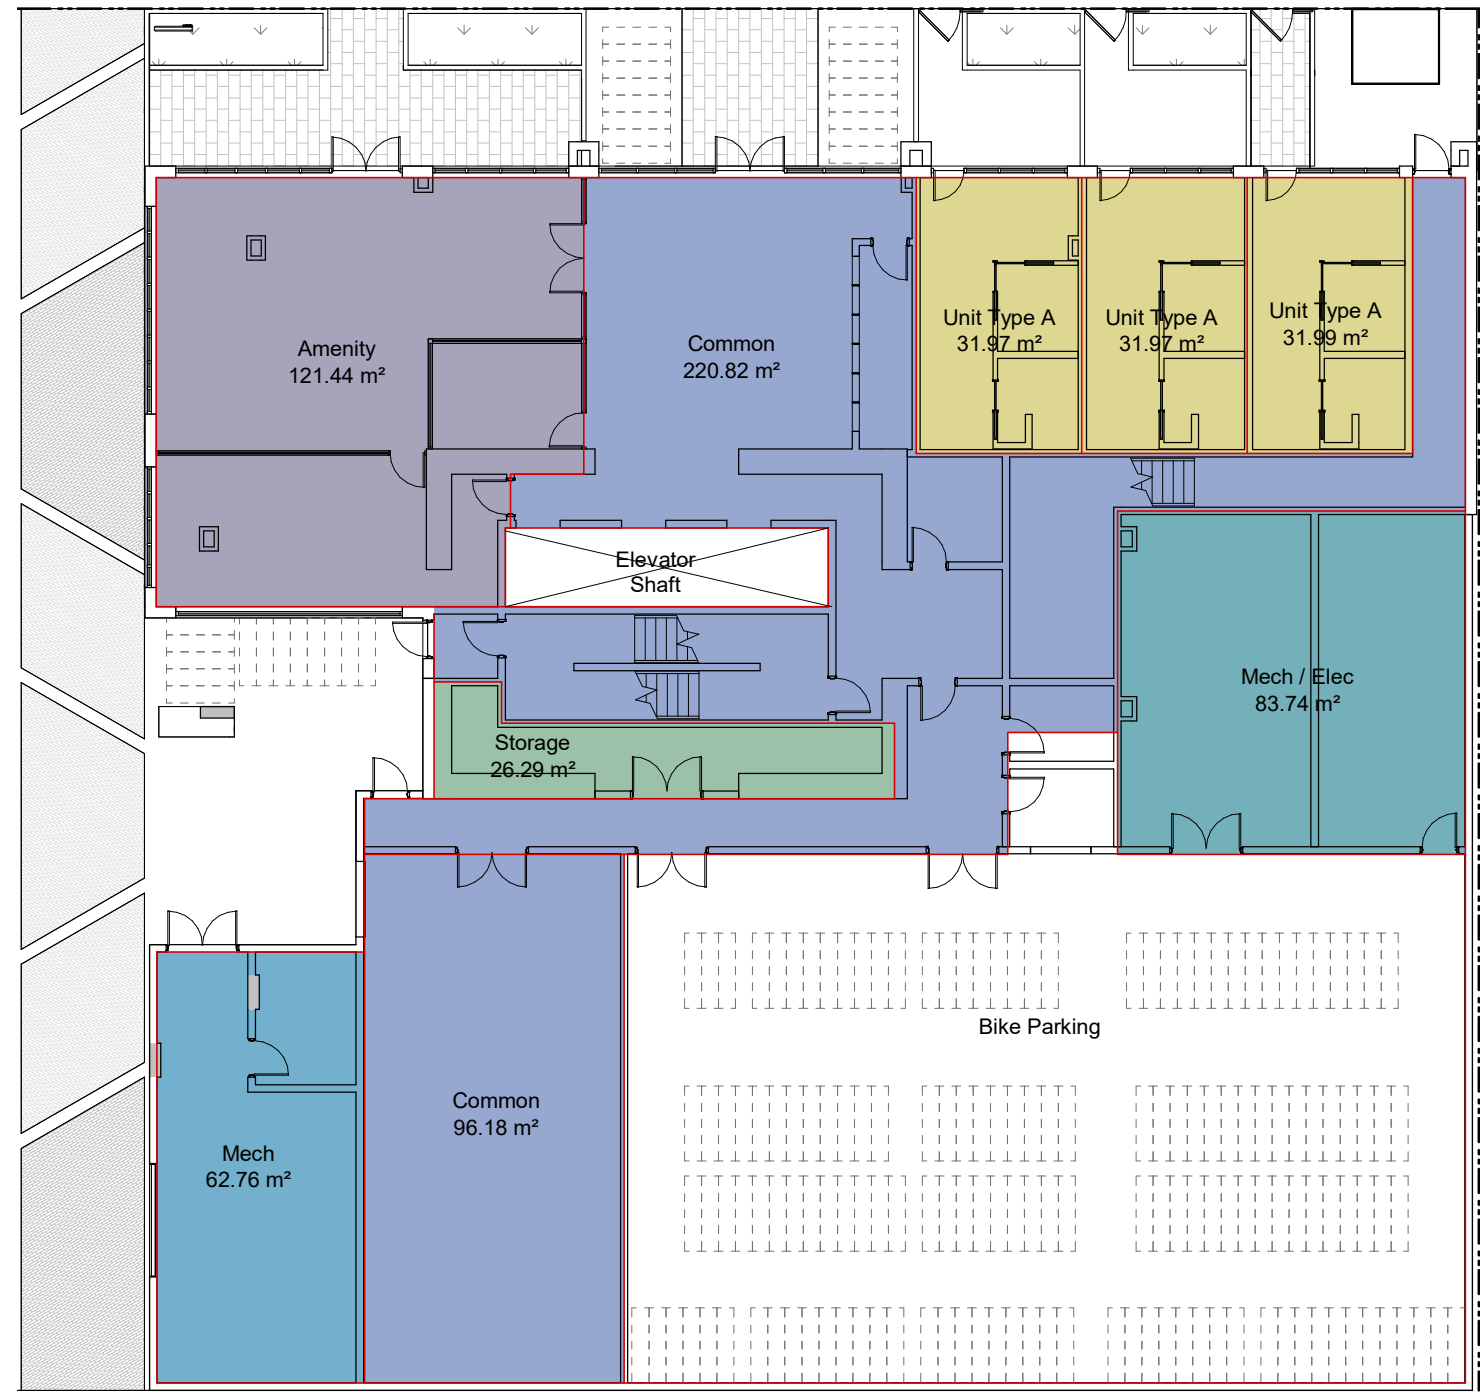 Amenity
121.44 m²
Common
220.82 m²
Unit Type A
31.97 m²
Unit Type A
31.97 m²
Unit Type A
31.99 m²
Elevator
Shaft
Mech / Elec
83.74 m²
Storage
26.29 m²
Bike Parking
Common
96.18 m²
Mech
62.76 m²